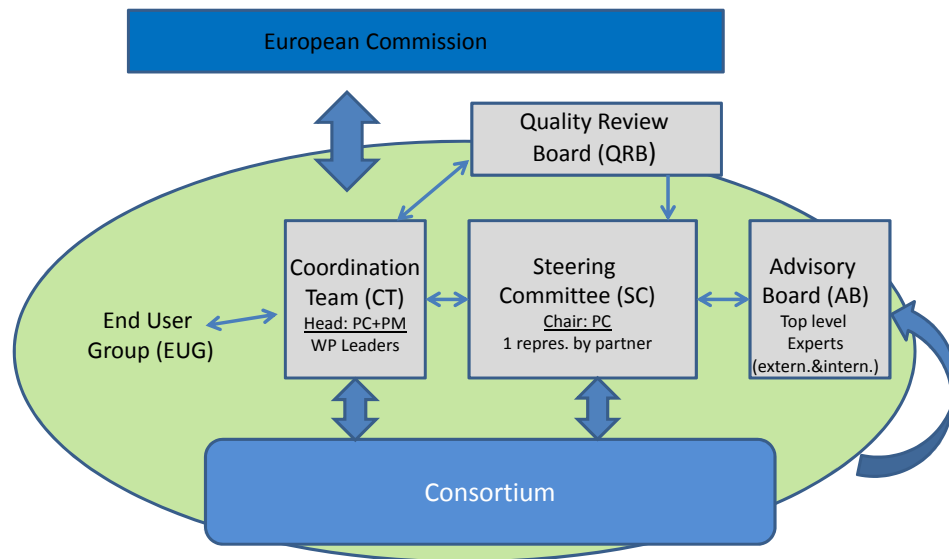 European Commission
Quality Review
Board (QRB)
Coordination
Team (CT)
Head: PC+PM
WP Leaders
Steering
Committee (SC)
Chair: PC
1 repres. by partner
Advisory
Board (AB)
Top level
Experts
(extern.&intern.)
End User
Group (EUG)
Consortium